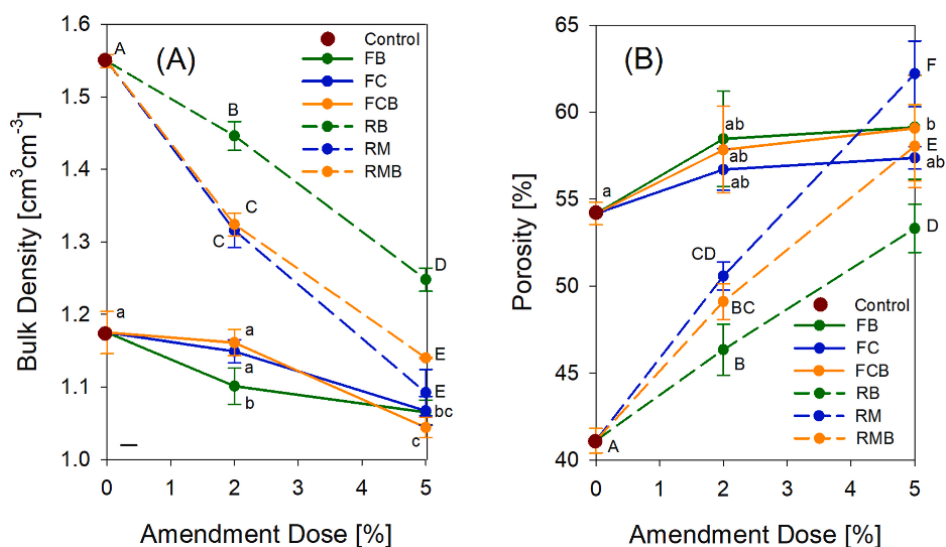 (A)
Bulk Density [cm³cm⁻³]
1.6
1.5
1.4
1.3
1.2
1.1
1.0
0
1
2
3
4
5
Amendment Dose [%]
Control
FB
FC
FCB
RB
RM
RMB
A
B
C
C
D
E
E
a
a
a
b
bc
c
(B)
Porosity [%]
65
60
55
50
45
40
0
1
2
3
4
5
Amendment Dose [%]
Control
FB
FC
FCB
RB
RM
RMB
F
b
E
ab
D
ab
ab
ab
a
CD
BC
B
A